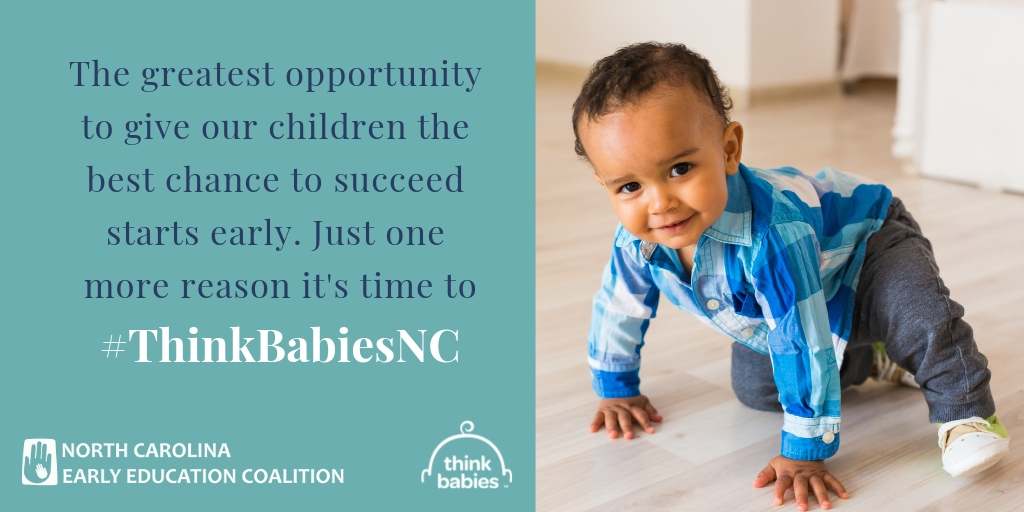 The greatest opportunity
to give our children the
best chance to succeed
starts early. Just one
more reason it's time to
#ThinkBabiesNC
NORTH CAROLINA
EARLY EDUCATION COALITION
think
babies™